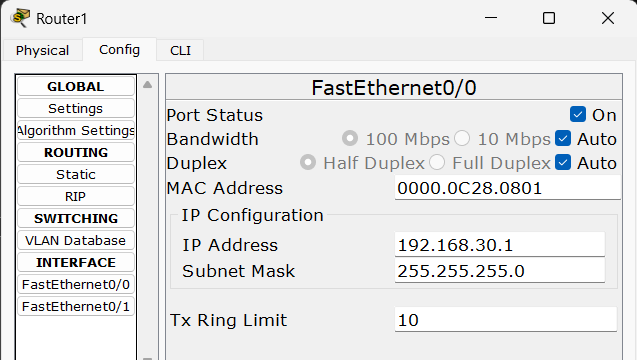 Router1
Physical Config CLI
GLOBAL
Settings
Algorithm Settings
ROUTING
Static
RIP
SWITCHING
VLAN Database
INTERFACE
FastEthernet0/0
FastEthernet0/1
FastEthernet0/0
Port Status On
Bandwidth 100 Mbps 10 Mbps Auto
Duplex Half Duplex Full Duplex Auto
MAC Address 0000.0C28.0801
IP Configuration
IP Address 192.168.30.1
Subnet Mask 255.255.255.0
Tx Ring Limit 10